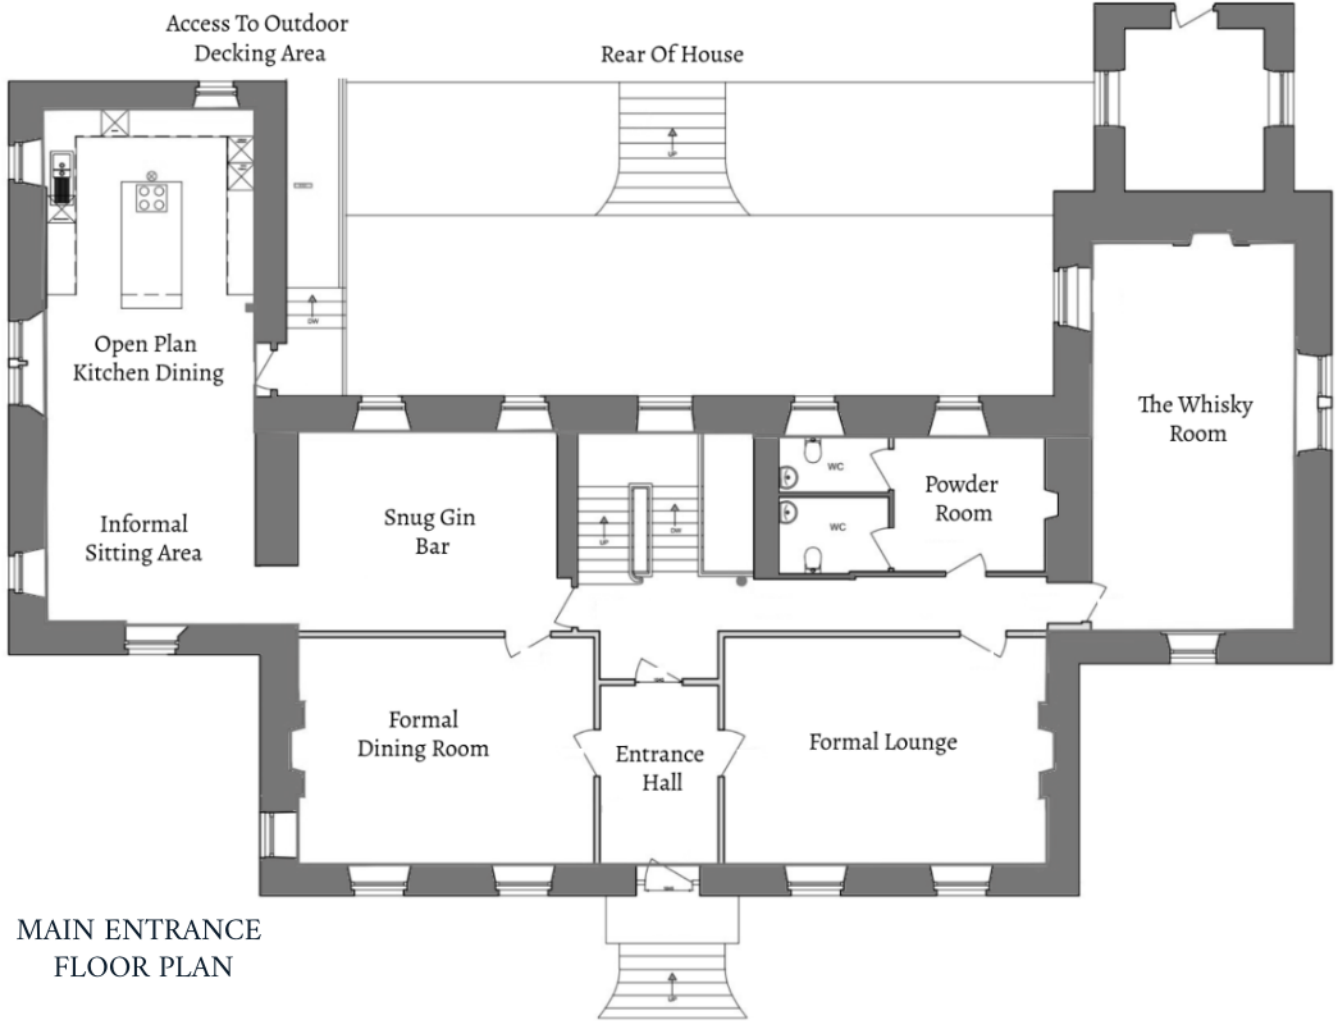 Access To Outdoor
Decking Area
Rear Of House
UP
DW
Open Plan
Kitchen Dining
The Whisky
Room
Informal
Sitting Area
Snug Gin
Bar
UP
DW
WC
WC
Powder
Room
Formal
Dining Room
Entrance
Hall
Formal Lounge
MAIN ENTRANCE
FLOOR PLAN
UP